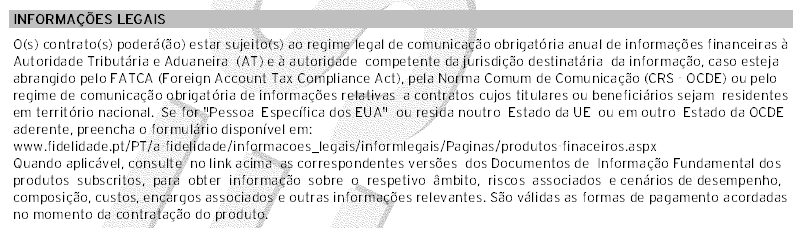 INFORMAÇÕES LEGAIS
O(s) contrato(s) poderá(ão) estar sujeito(s) ao regime legal de comunicação obrigatória anual de informações financeiras à
Autoridade Tributária e Aduaneira (AT) e à autoridade competente da jurisdição destinatária da informação, caso esteja
abrangido pelo FATCA (Foreign Account Tax Compliance Act), pela Norma Comum de Comunicação (CRS - OCDE) ou pelo
regime de comunicação obrigatória de informações relativas a contratos cujos titulares ou beneficiários sejam residentes
em território nacional. Se for "Pessoa Específica dos EUA" ou resida noutro Estado da UE ou em outro Estado da OCDE
aderente, preencha o formulário disponível em:
www.fidelidade.pt/PT/a-fidelidade/informacoes_legais/informlegais/Paginas/produtos-finaceiros.aspx
Quando aplicável, consulte no link acima as correspondentes versões dos Documentos de Informação Fundamental dos
produtos subscritos, para obter informação sobre o respetivo âmbito, riscos associados e cenários de desempenho,
composição, custos, encargos associados e outras informações relevantes. São válidas as formas de pagamento acordadas
no momento da contratação do produto.